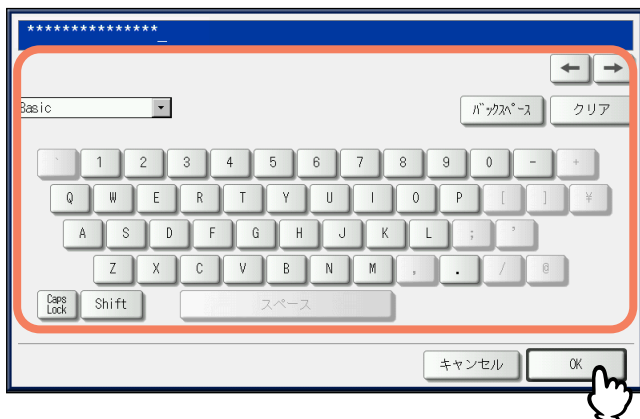 ***************_
← →
Basic バックスペース クリア
` 1 2 3 4 5 6 7 8 9 0 - +
Q W E R T Y U I O P [ ] ¥
A S D F G H J K L ; '
Z X C V B N M , . / @
Caps Lock Shift スペース
キャンセル OK